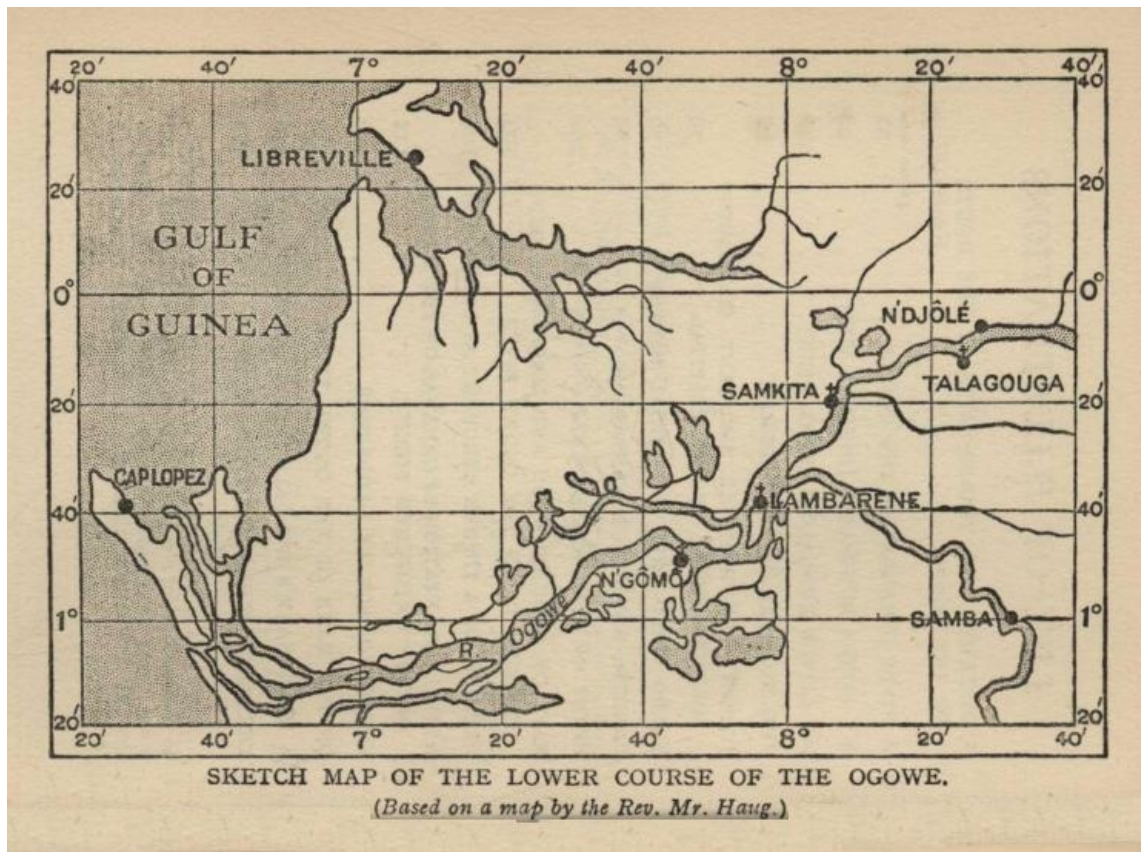 20′ 40′ 7° 20′ 40′ 8° 20′ 40′
40′ 40′
LIBREVILLE
20′ 20′
GULF
OF
GUINEA
0° 0°
N'DJÔLÉ
TALAGOUGA
SAMKITA
20′ 20′
CAP LOPEZ
LAMBARENE
40′ 40′
N'GÔMÔ
SAMBA
1° 1°
R. Ogowe
20′ 20′
20′ 40′ 7° 20′ 40′ 8° 20′ 40′
SKETCH MAP OF THE LOWER COURSE OF THE OGOWE.
(Based on a map by the Rev. Mr. Haug.)